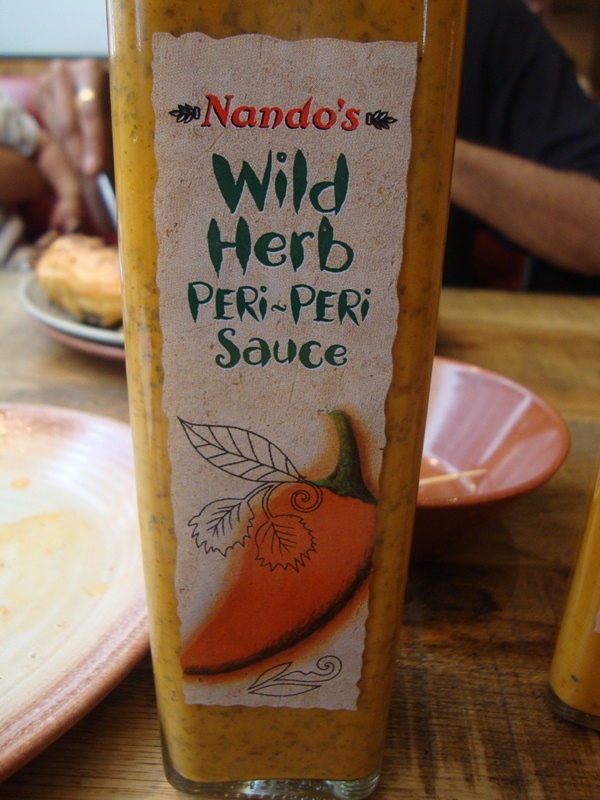 Nando's
Wild
Herb
PERi~PERi
Sauce